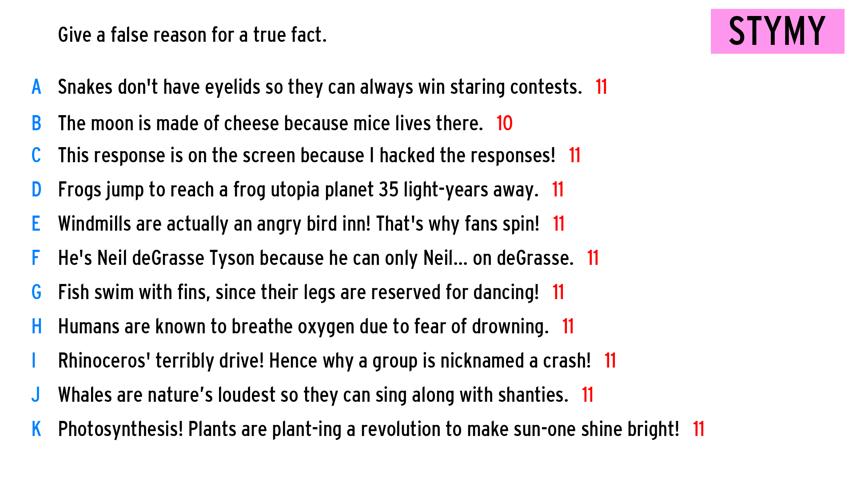 Give a false reason for a true fact.
STYMY
A Snakes don't have eyelids so they can always win staring contests. 11
B The moon is made of cheese because mice lives there. 10
C This response is on the screen because I hacked the responses! 11
D Frogs jump to reach a frog utopia planet 35 light-years away. 11
E Windmills are actually an angry bird inn! That's why fans spin! 11
F He's Neil deGrasse Tyson because he can only Neil... on deGrasse. 11
G Fish swim with fins, since their legs are reserved for dancing! 11
H Humans are known to breathe oxygen due to fear of drowning. 11
I Rhinoceros' terribly drive! Hence why a group is nicknamed a crash! 11
J Whales are nature’s loudest so they can sing along with shanties. 11
K Photosynthesis! Plants are plant-ing a revolution to make sun-one shine bright! 11